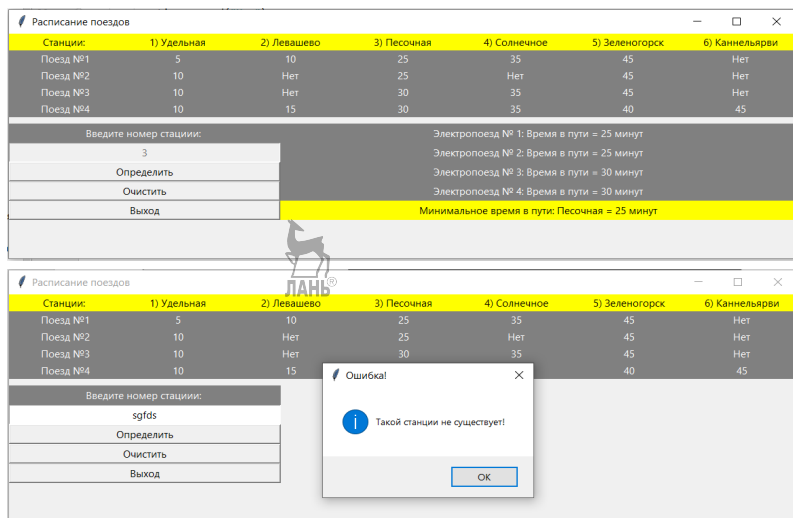 Расписание поездов
Станции: 1) Удельная 2) Левашево 3) Песочная 4) Солнечное 5) Зеленогорск 6) Каннельярви
Поезд №1 5 10 25 35 45 Нет
Поезд №2 10 Нет 25 Нет 45 Нет
Поезд №3 10 Нет 30 35 45 Нет
Поезд №4 10 15 30 35 40 45
Введите номер стациии: Электропоезд № 1: Время в пути = 25 минут
3 Электропоезд № 2: Время в пути = 25 минут
Определить Электропоезд № 3: Время в пути = 30 минут
Очистить Электропоезд № 4: Время в пути = 30 минут
Выход Минимальное время в пути: Песочная = 25 минут
ЛАНЬ®
Расписание поездов
Станции: 1) Удельная 2) Левашево 3) Песочная 4) Солнечное 5) Зеленогорск 6) Каннельярви
Поезд №1 5 10 25 35 45 Нет
Поезд №2 10 Нет 25 Нет 45 Нет
Поезд №3 10 Нет 30 35 45 Нет
Поезд №4 10 15 40 45
Введите номер стациии:
sgfds
Определить
Очистить
Выход
Ошибка!
Такой станции не существует!
OK